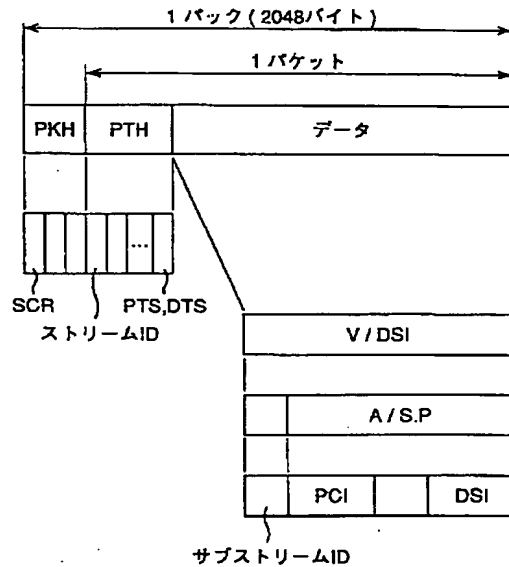 1 パック ( 2048バイト )
1 パケット
PKH PTH データ
...
SCR PTS,DTS
ストリームID
V / DSI
A / S.P
PCI DSI
サブストリームID